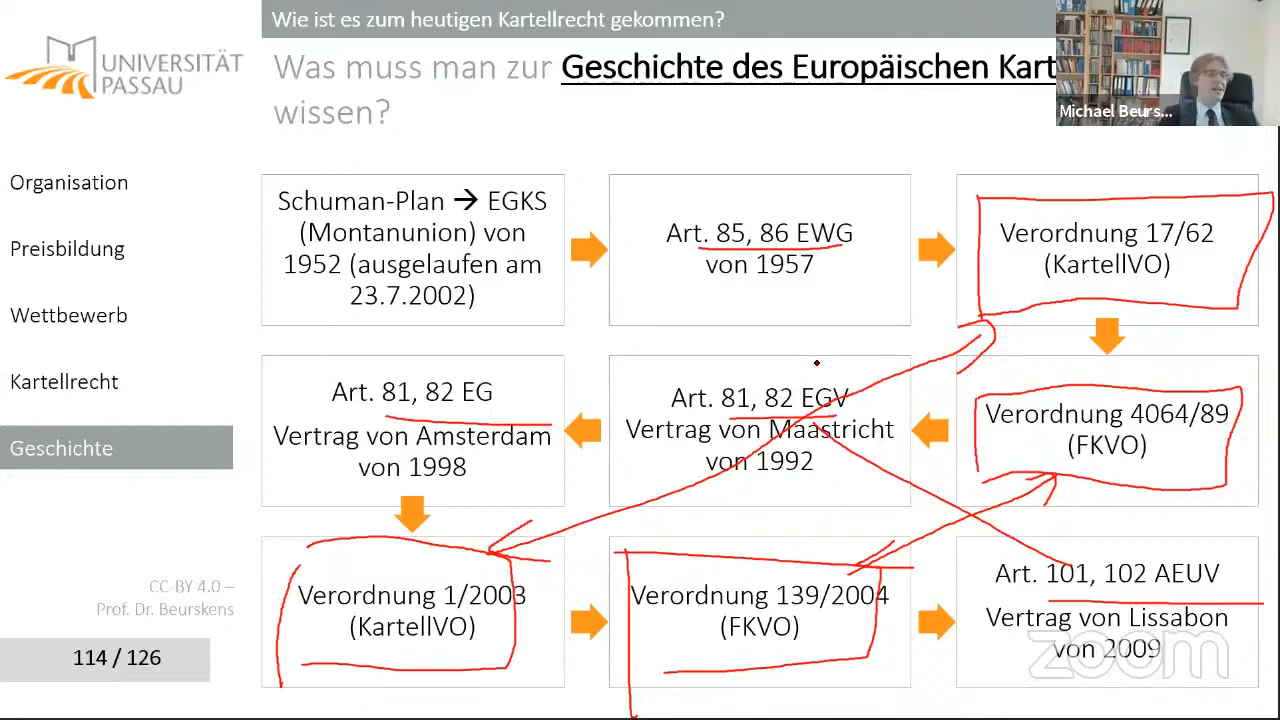 Wie ist es zum heutigen Kartellrecht gekommen?
UNIVERSITÄT
PASSAU
Was muss man zur Geschichte des Europäischen Kart
wissen?
Michael Beurs...
Organisation
Preisbildung
Wettbewerb
Kartellrecht
Geschichte
Schuman-Plan → EGKS
(Montanunion) von
1952 (ausgelaufen am
23.7.2002)
Art. 85, 86 EWG
von 1957
Verordnung 17/62
(KartellVO)
Art. 81, 82 EG
Vertrag von Amsterdam
von 1998
Art. 81, 82 EGV
Vertrag von Maastricht
von 1992
Verordnung 4064/89
(FKVO)
Verordnung 1/2003
(KartellVO)
Verordnung 139/2004
(FKVO)
Art. 101, 102 AEUV
Vertrag von Lissabon
von 2009
CC-BY 4.0 –
Prof. Dr. Beurskens
114 / 126
zoom